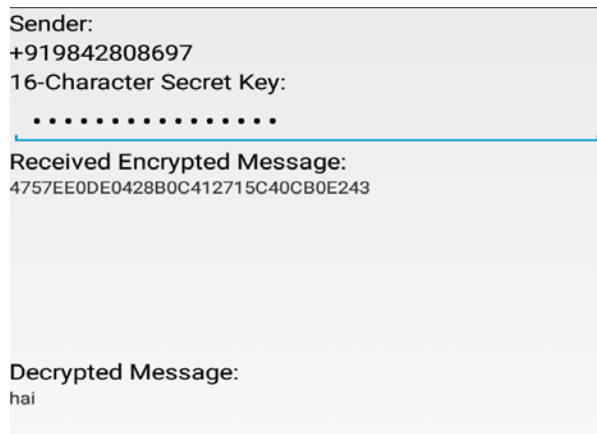 Sender:
+919842808697
16-Character Secret Key:
••••••••••••••••
Received Encrypted Message:
4757EE0DE0428B0C412715C40CB0E243
Decrypted Message:
hai